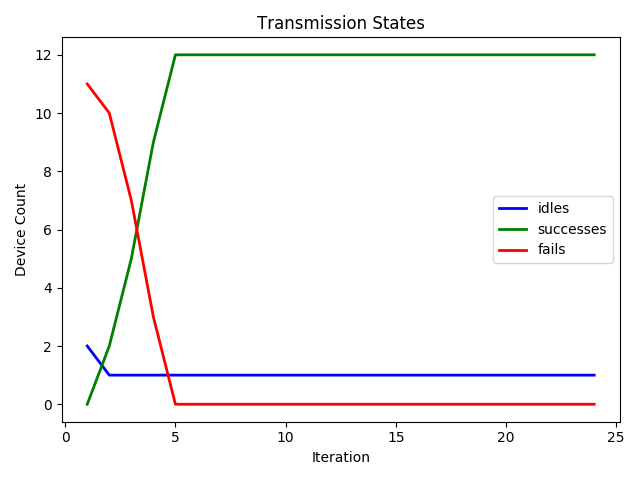 Transmission States
12
10
8
6
4
2
0
Device Count
idles
successes
fails
0 5 10 15 20 25
Iteration